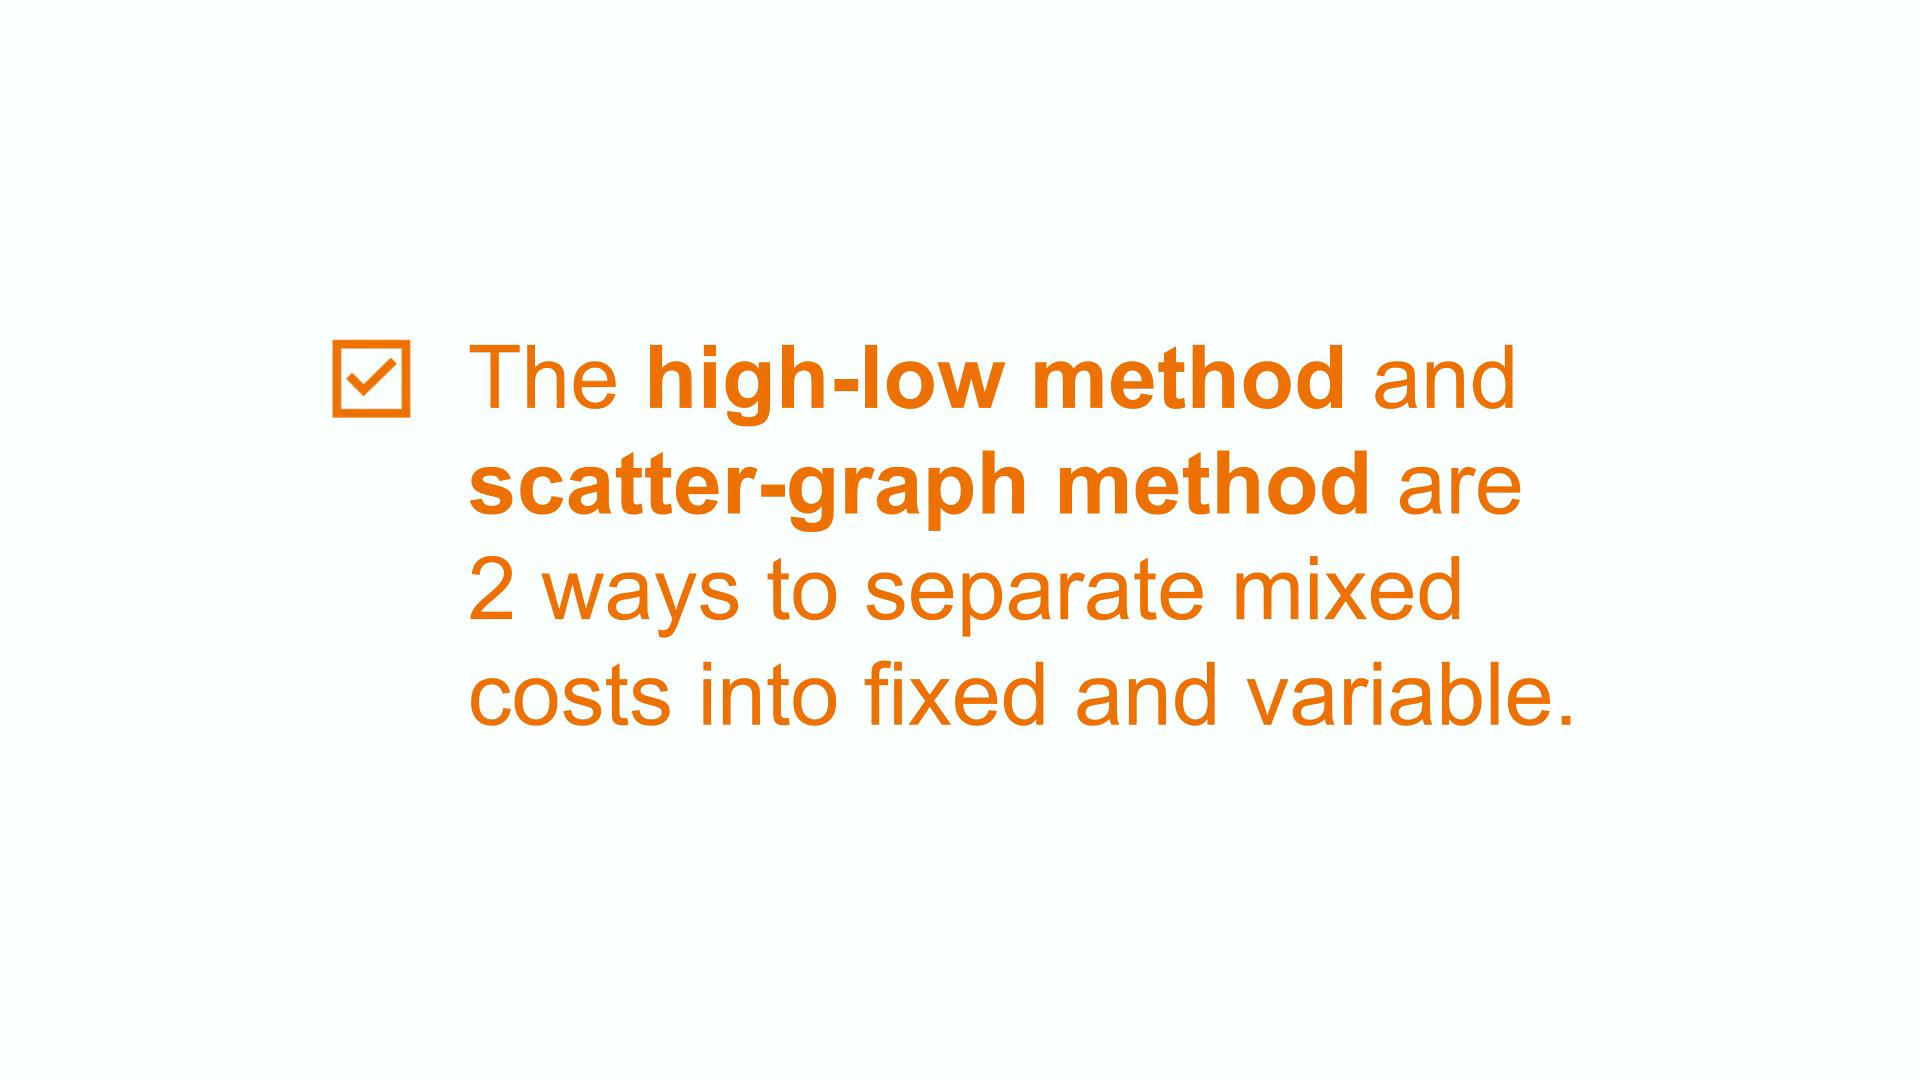 The high-low method and
scatter-graph method are
2 ways to separate mixed
costs into fixed and variable.